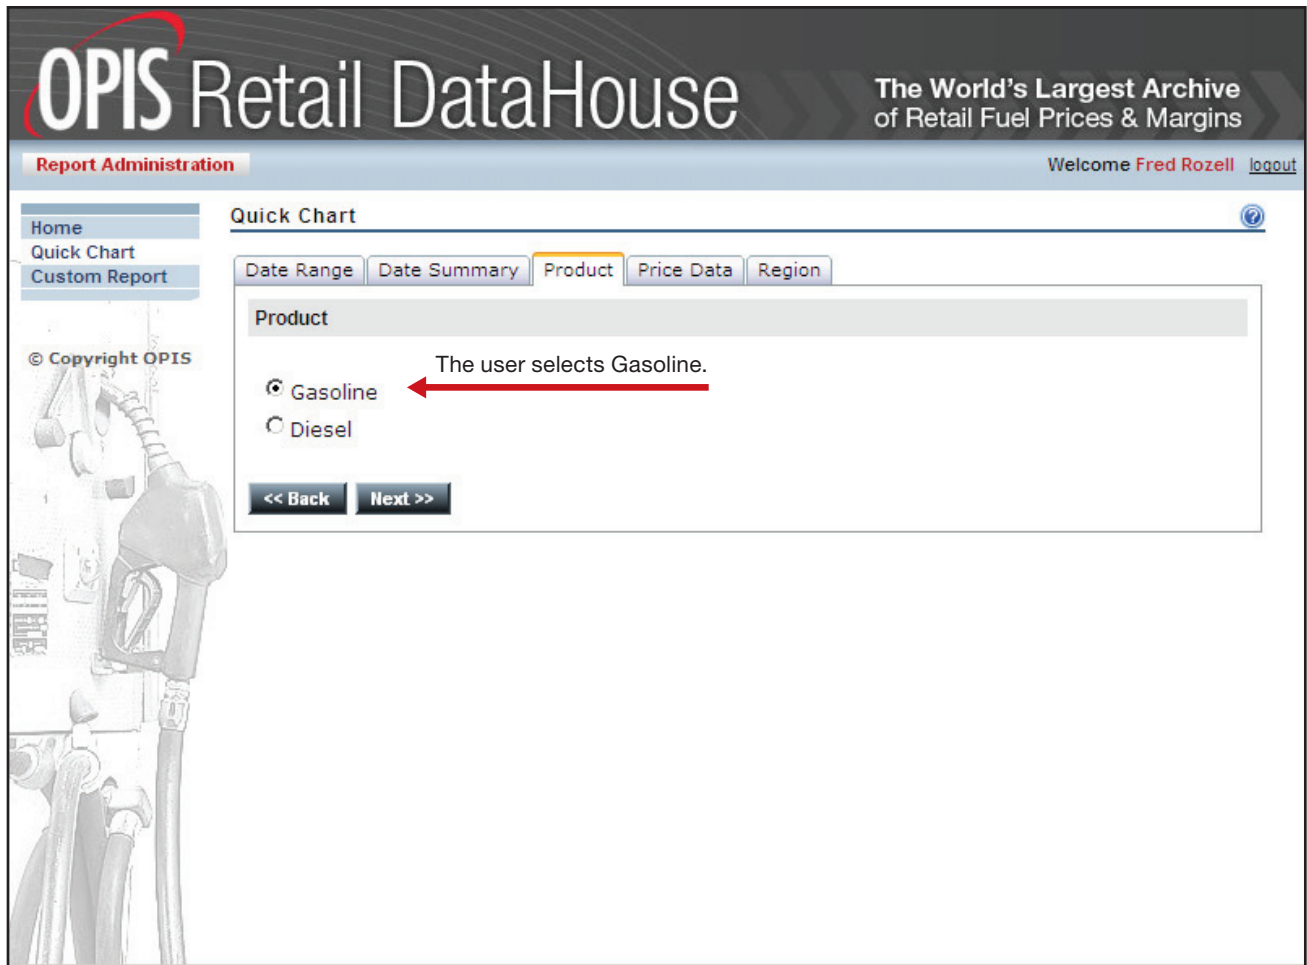 OPIS Retail DataHouse
The World's Largest Archive
of Retail Fuel Prices & Margins
Report Administration
Welcome Fred Rozell logout
Home
Quick Chart
Custom Report
© Copyright OPIS
Quick Chart
?
Date Range Date Summary Product Price Data Region
Product
The user selects Gasoline.
Gasoline
Diesel
<< Back Next >>